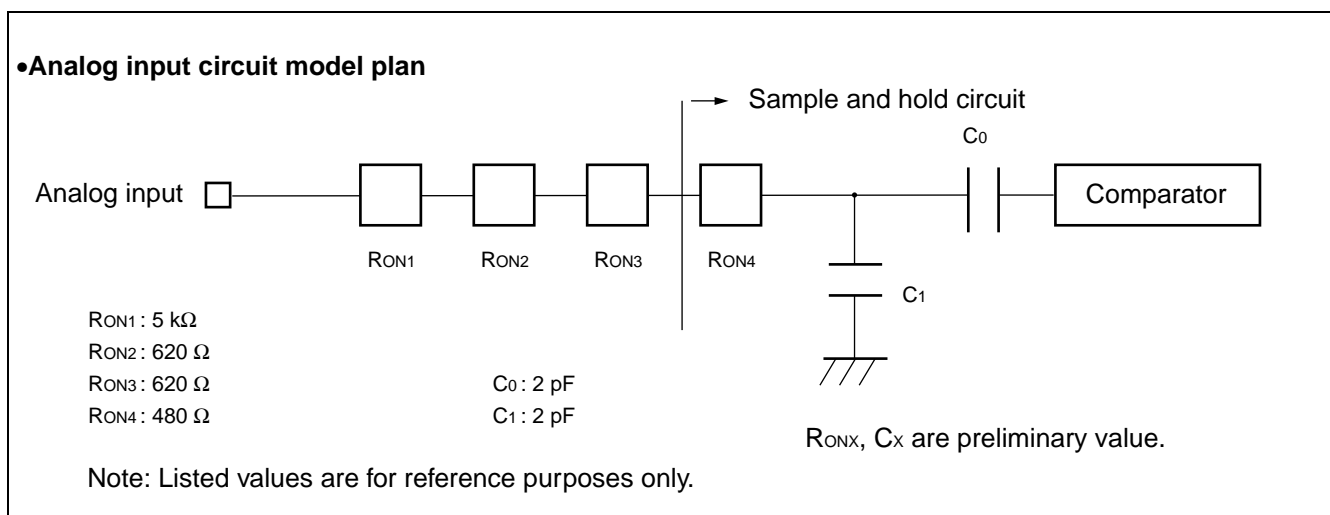 •Analog input circuit model plan
Sample and hold circuit
C0
Analog input
Comparator
RON1
RON2
RON3
RON4
C1
RON1 : 5 kΩ
RON2 : 620 Ω
RON3 : 620 Ω
C0 : 2 pF
RON4 : 480 Ω
C1 : 2 pF
RONX, CX are preliminary value.
Note: Listed values are for reference purposes only.